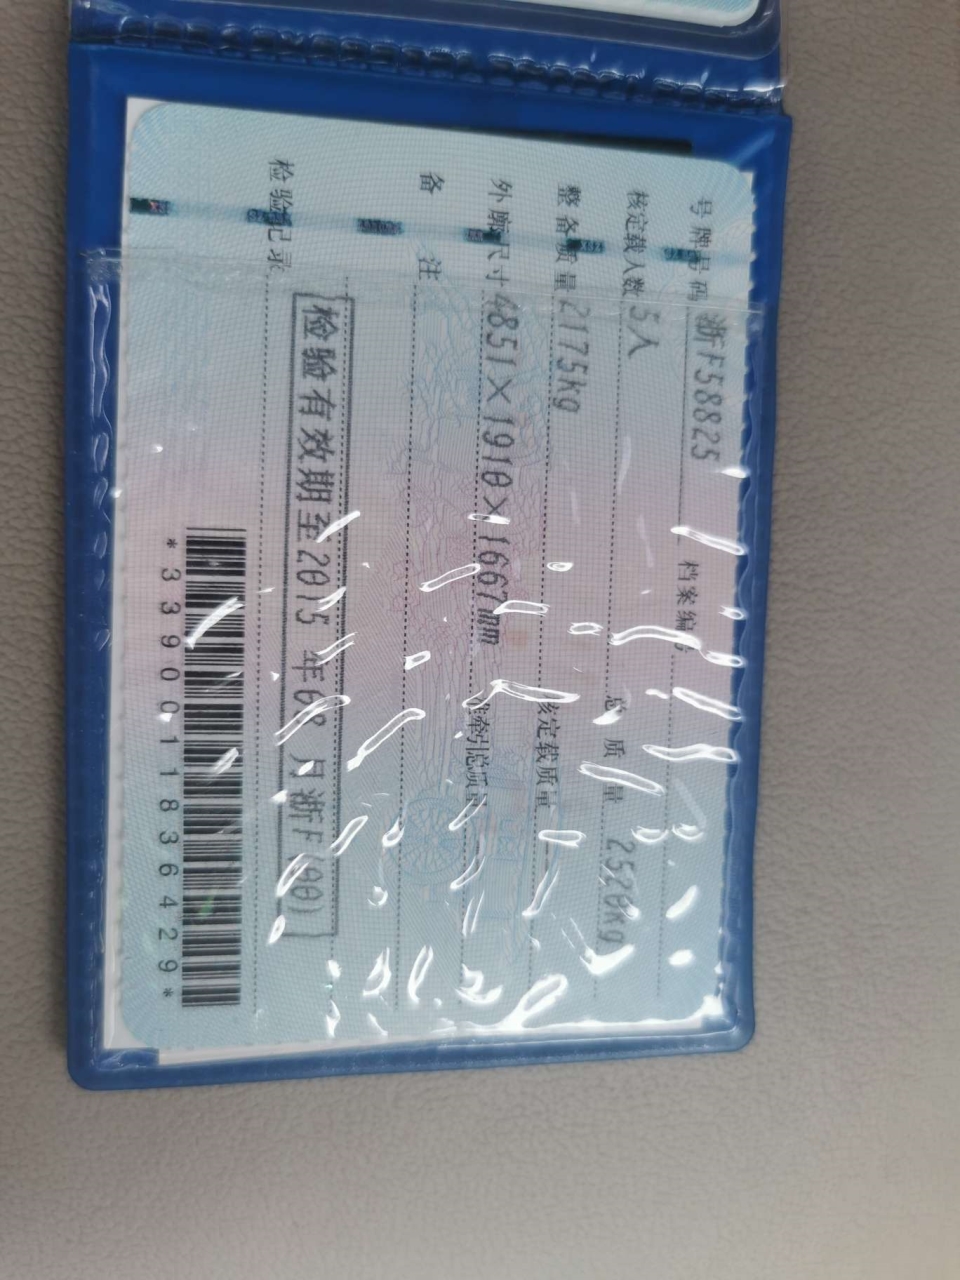 号牌号码 浙F58825 档案编号
核定载人数 5人 总质量 2520kg
整备质量 2175kg 核定载质量
外廓尺寸 4851×1910×1667mm 准牵引总质量
备注
检验有效期至2015年08月浙F(00)
检验记录
*3390011836429*